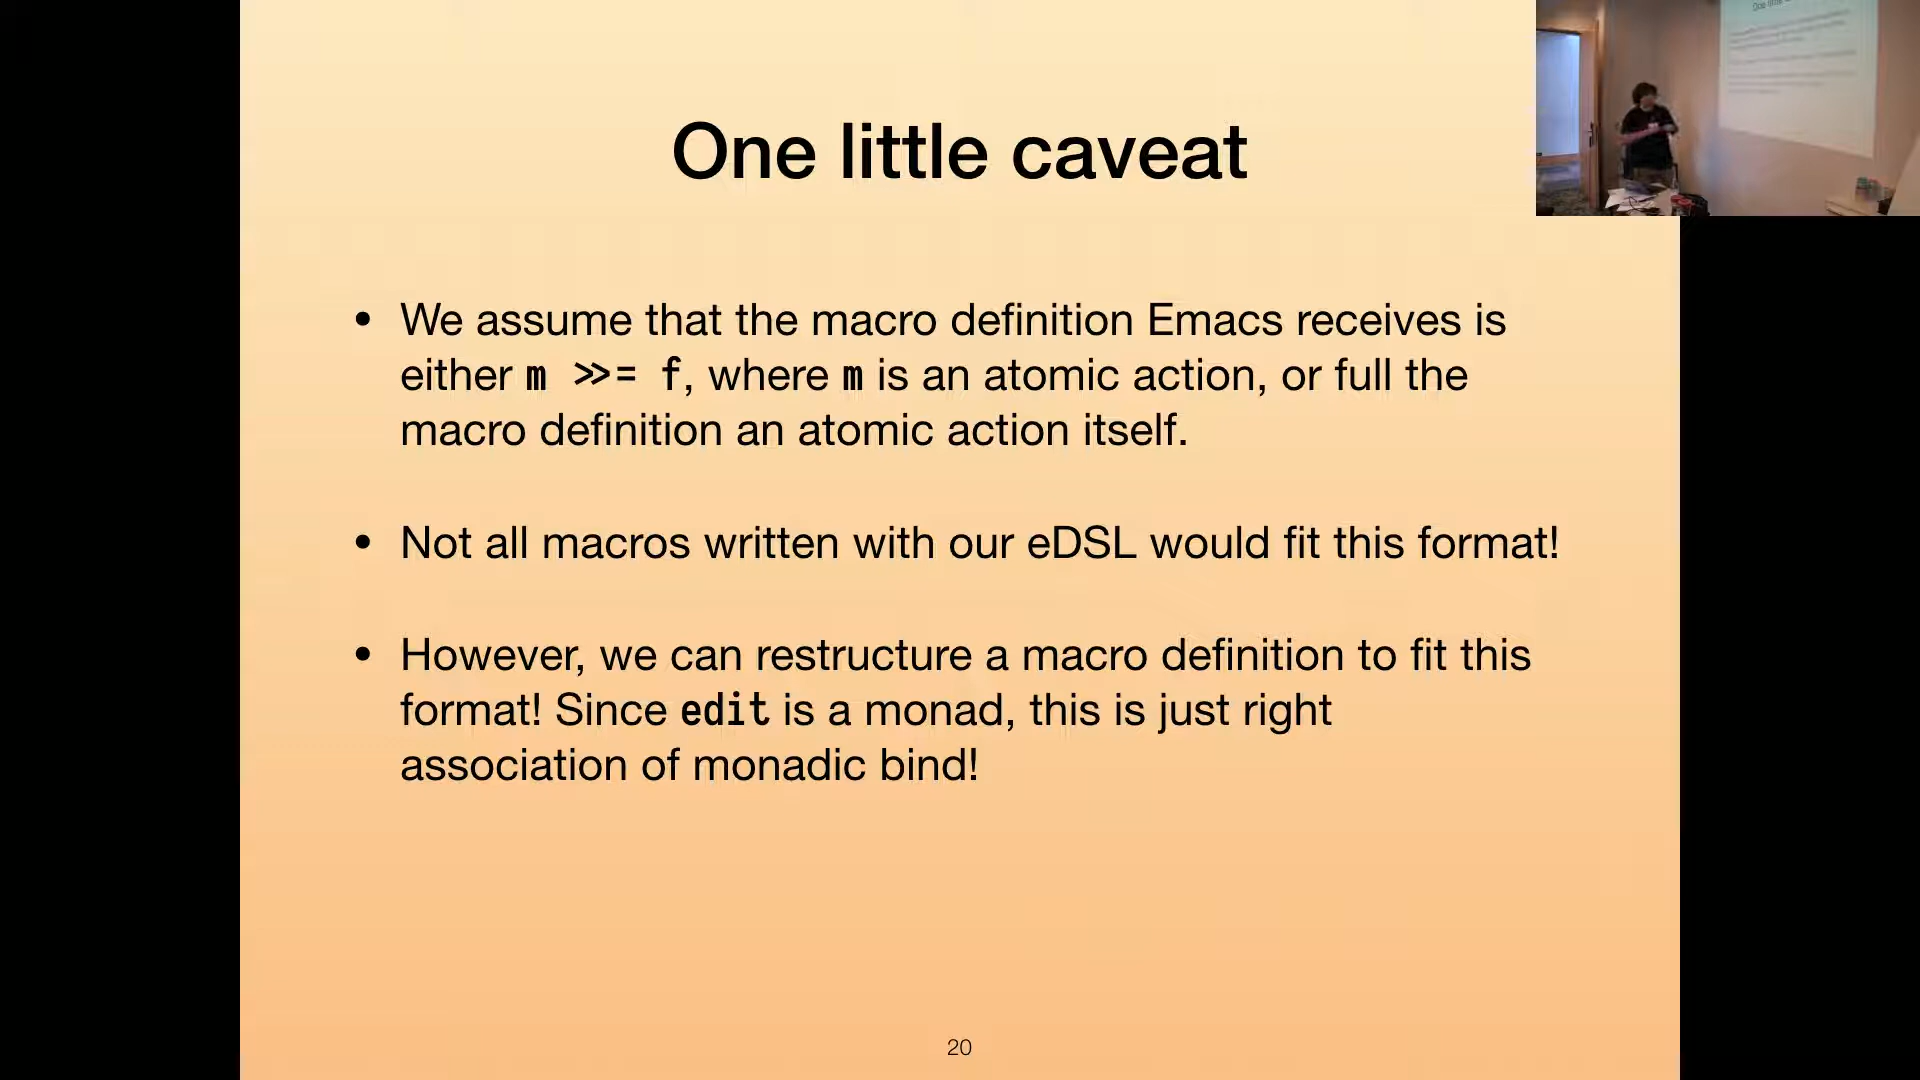 One little caveat
• We assume that the macro definition Emacs receives is
either m >>= f, where m is an atomic action, or full the
macro definition an atomic action itself.
• Not all macros written with our eDSL would fit this format!
• However, we can restructure a macro definition to fit this
format! Since edit is a monad, this is just right
association of monadic bind!
20